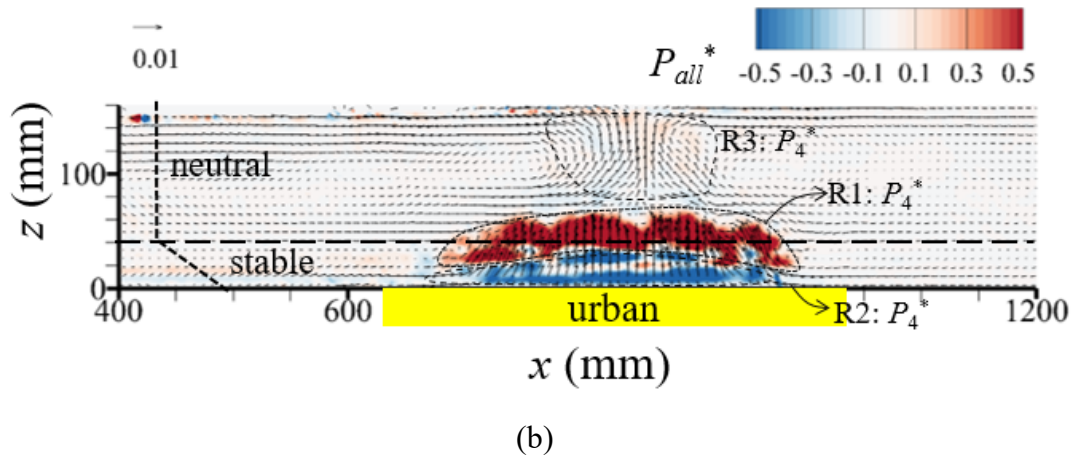 0.01
P_all* -0.5 -0.3 -0.1 0.1 0.3 0.5
neutral
R3: P_4*
100
R1: P_4*
z (mm)
stable
0
urban
R2: P_4*
400 600 1200
x (mm)
(b)